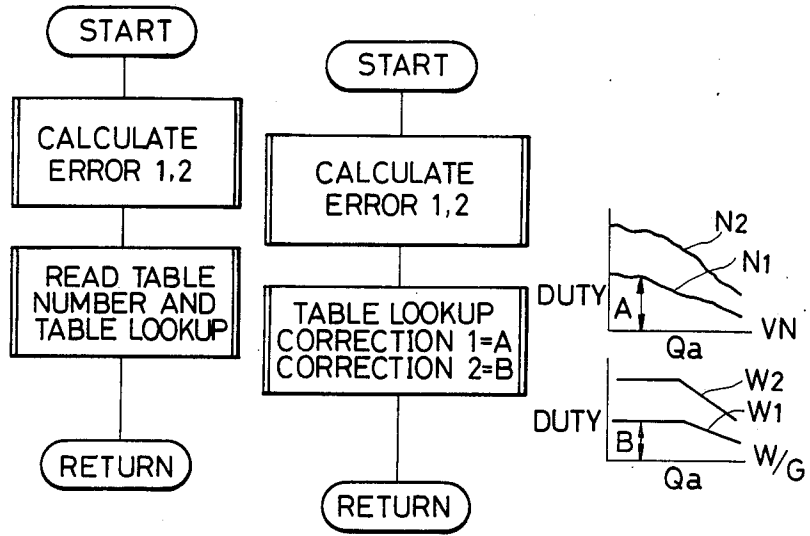 START
CALCULATE
ERROR 1,2
READ TABLE
NUMBER AND
TABLE LOOKUP
RETURN
START
CALCULATE
ERROR 1,2
TABLE LOOKUP
CORRECTION 1=A
CORRECTION 2=B
RETURN
N2
N1
DUTY
A
VN
Qa
W2
W1
DUTY
B
W/G
Qa